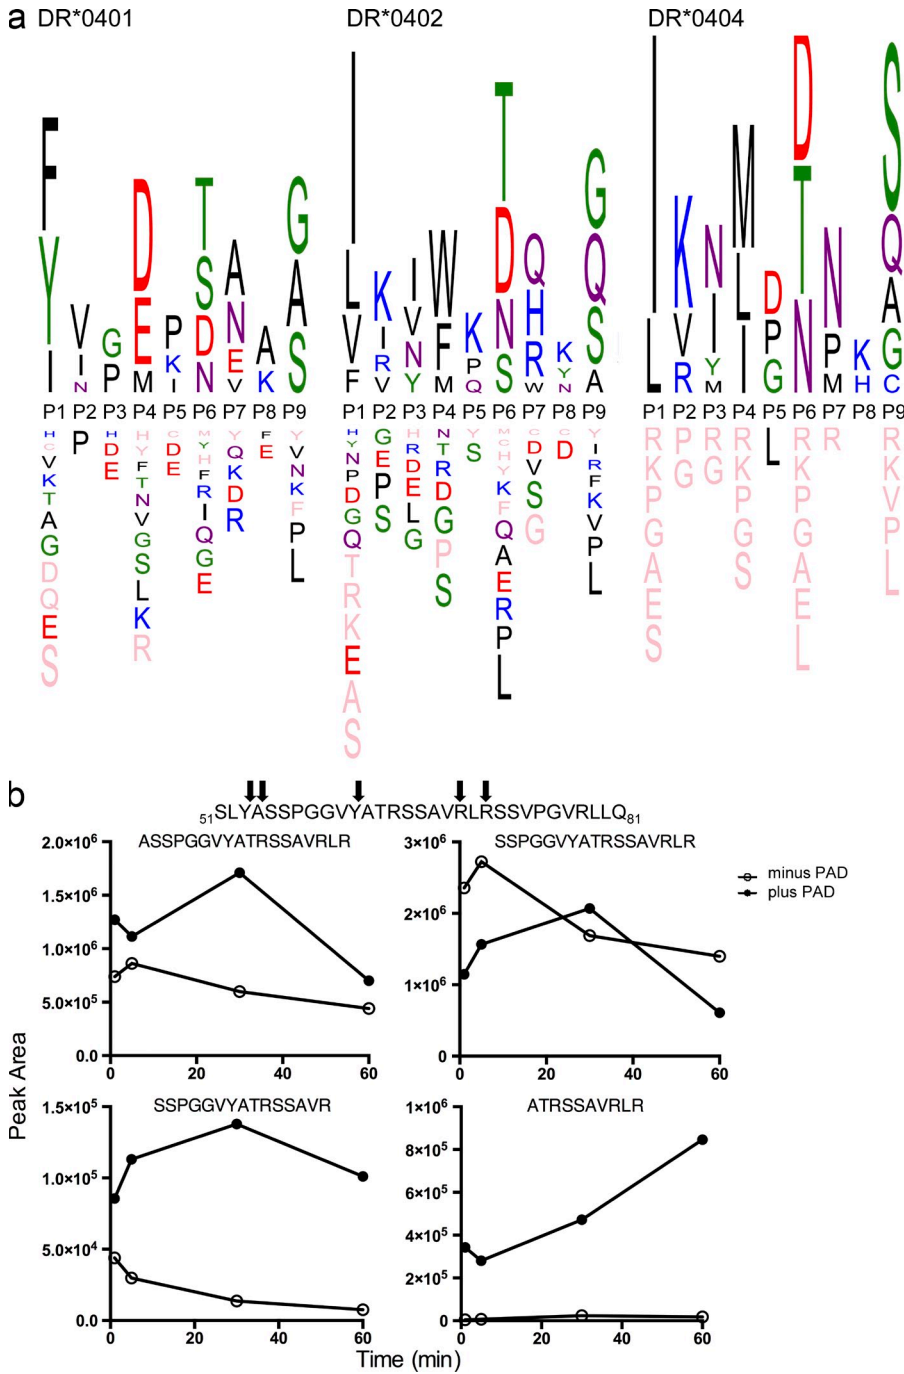 a
DR*0401
DR*0402
DR*0404
F Y I
V I N
G P
D E M
P K I
T S D N
A N E V
A K
G A S
I L V F
K I R V
I V N Y
W F M
K P Q
T D N S
Q H R W
K Y N
G Q S A
I L
K V R
N I Y M
M L I
D P G
D T N
N P M
K H
S Q A G C
P1 P2 P3 P4 P5 P6 P7 P8 P9
P1 P2 P3 P4 P5 P6 P7 P8 P9
P1 P2 P3 P4 P5 P6 P7 P8 P9
H C V K T A G D Q E S
P
H D E
H Y F T N V G S L K R
C D E
M Y H F R I Q G E
Y Q K D R
F E
Y V N K F P L
H Y N P D G Q T R K E A S
G E P S
H R D E L G
N T R D G P S
Y S
M C H Y K F Q A E R P L
C D V S G
C D
Y I R F K V P L
R K P G A E S
P G
R G
R K P G S
L
R K P G A E L
R
R K V P L
b
51SLYASSPGGVYATRSSAVRLRSSVPGVRLLQ81
ASSPGGVYATRSSAVRLR
2.0×10⁶
1.5×10⁶
1.0×10⁶
5.0×10⁵
0.0
0 20 40 60
SSPGGVYATRSSAVRLR
3×10⁶
2×10⁶
1×10⁶
0
0 20 40 60
minus PAD
plus PAD
SSPGGVYATRSSAVR
1.5×10⁵
1.0×10⁵
5.0×10⁴
0.0
0 20 40 60
ATRSSAVRLR
1×10⁶
8×10⁵
6×10⁵
4×10⁵
2×10⁵
0
0 20 40 60
Peak Area
Time (min)